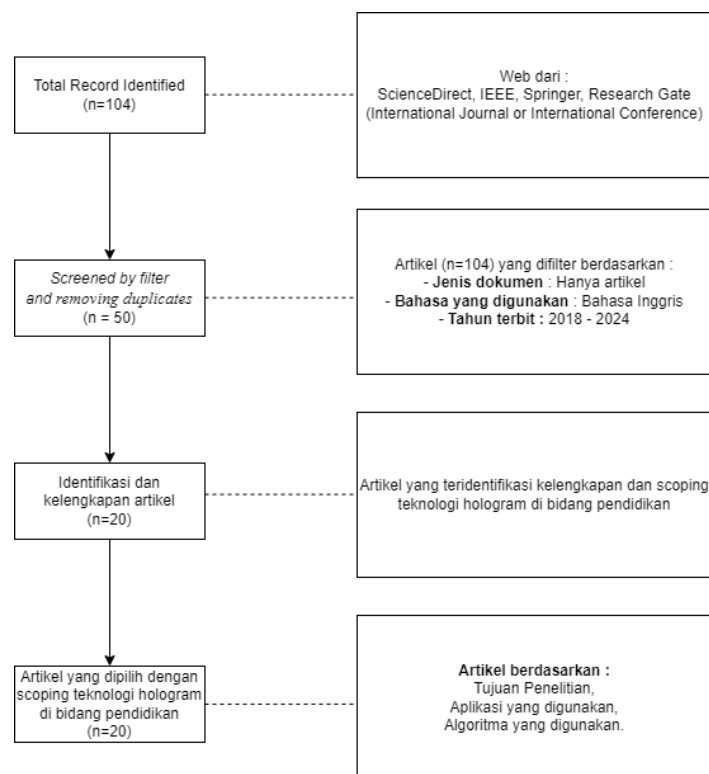 Total Record Identified
(n=104)
Web dari :
ScienceDirect, IEEE, Springer, Research Gate
(International Journal or International Conference)
Screened by filter
and removing duplicates
(n = 50)
Artikel (n=104) yang difilter berdasarkan :
- Jenis dokumen : Hanya artikel
- Bahasa yang digunakan : Bahasa Inggris
- Tahun terbit : 2018 - 2024
Identifikasi dan
kelengkapan artikel
(n=20)
Artikel yang teridentifikasi kelengkapan dan scoping
teknologi hologram di bidang pendidikan
Artikel yang dipilih dengan
scoping teknologi hologram
di bidang pendidikan
(n=20)
Artikel berdasarkan :
Tujuan Penelitian,
Aplikasi yang digunakan,
Algoritma yang digunakan.